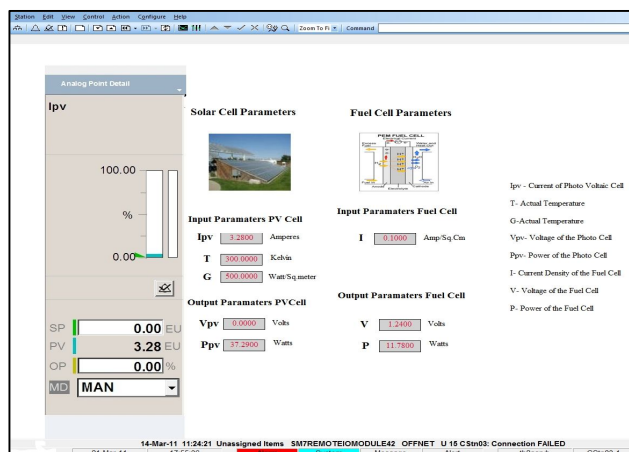 Station Edit View Control Action Configure Help
Zoom To Fi Command
Analog Point Detail
Ipv
100.00
%
0.00
SP 0.00 EU
PV 3.28 EU
OP 0.00 %
MD MAN
Solar Cell Parameters
Input Paramaters PV Cell
Ipv 3.2800 Amperes
T 300.0000 Kelvin
G 500.0000 Watt/Sq.meter
Output Paramaters PVCell
Vpv 0.0000 Volts
Ppv 37.2900 Watts
Fuel Cell Parameters
PEM FUEL CELL
Input Paramaters Fuel Cell
I 0.1000 Amp/Sq.Cm
Output Paramaters Fuel Cell
V 1.2400 Volts
P 11.7800 Watts
Ipv - Current of Photo Voltaic Cell
T- Actual Temperature
G-Actual Temperature
Vpv- Voltage of the Photo Cell
Ppv- Power of the Photo Cell
I- Current Density of the Fuel Cell
V- Voltage of the Fuel Cell
P- Power of the Fuel Cell
14-Mar-11 11:24:21 Unassigned Items SM7REMOTEIOMODULE42 OFFNET U 15 CStn03: Connection FAILED